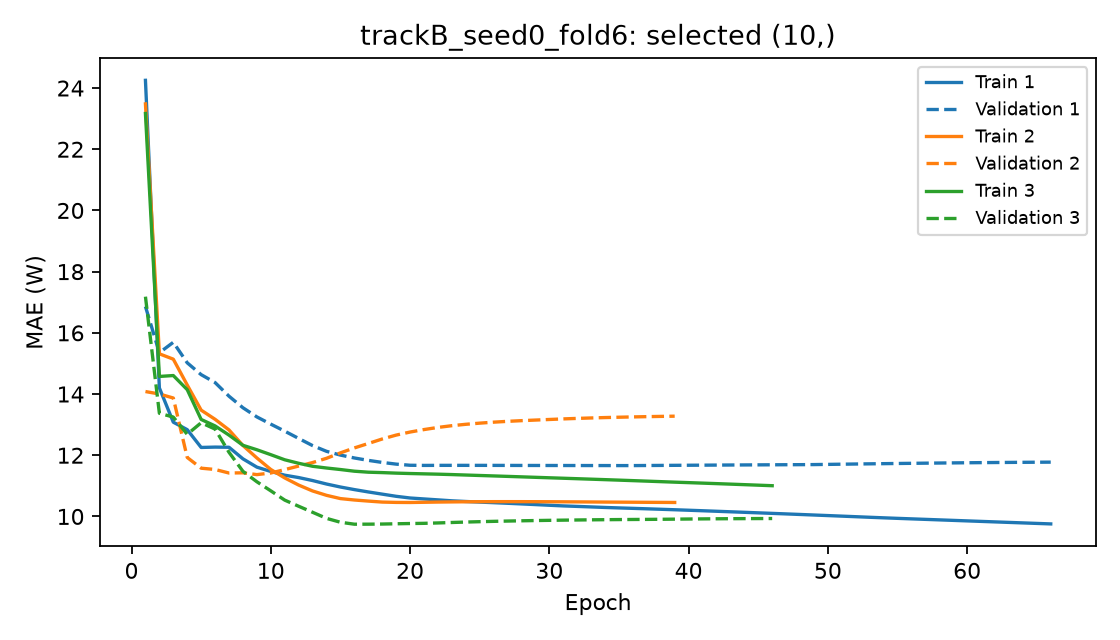 trackB_seed0_fold6: selected (10,)
MAE (W)
24
22
20
18
16
14
12
10
0
10
20
30
40
50
60
Epoch
Train 1
Validation 1
Train 2
Validation 2
Train 3
Validation 3